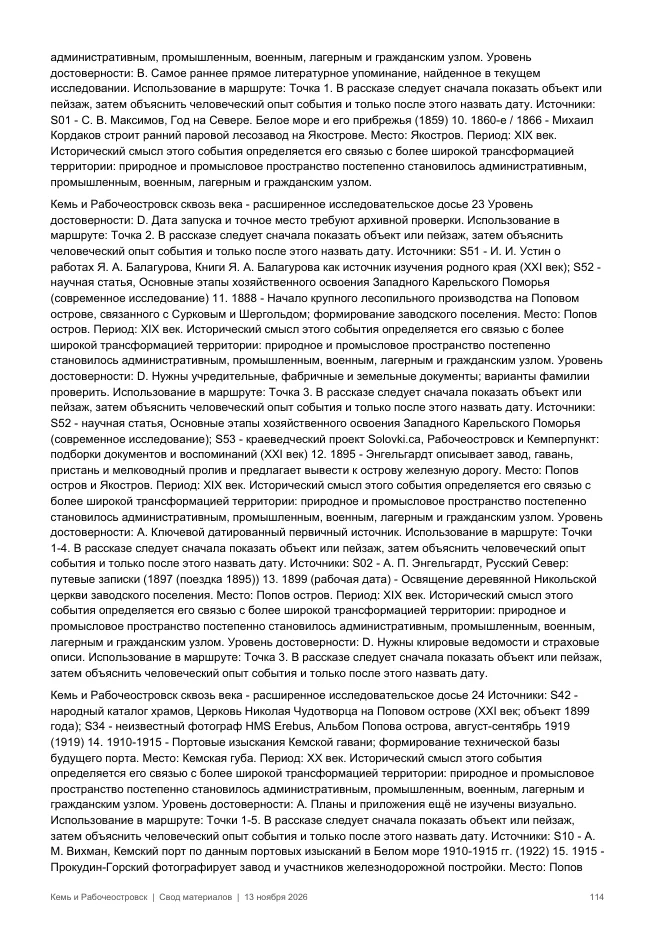 административным, промышленным, военным, лагерным и гражданским узлом. Уровень
достоверности: B. Самое раннее прямое литературное упоминание, найденное в текущем
исследовании. Использование в маршруте: Точка 1. В рассказе следует сначала показать объект или
пейзаж, затем объяснить человеческий опыт события и только после этого назвать дату. Источники:
S01 - С. В. Максимов, Год на Севере. Белое море и его прибрежья (1859) 10. 1860-е / 1866 - Михаил
Кордаков строит ранний паровой лесозавод на Якострове. Место: Якостров. Период: XIX век.
Исторический смысл этого события определяется его связью с более широкой трансформацией
территории: природное и промысловое пространство постепенно становилось административным,
промышленным, военным, лагерным и гражданским узлом.
Кемь и Рабочеостровск сквозь века - расширенное исследовательское досье 23 Уровень
достоверности: D. Дата запуска и точное место требуют архивной проверки. Использование в
маршруте: Точка 2. В рассказе следует сначала показать объект или пейзаж, затем объяснить
человеческий опыт события и только после этого назвать дату. Источники: S51 - И. И. Устин о
работах Я. А. Балагурова, Книги Я. А. Балагурова как источник изучения родного края (XXI век); S52 -
научная статья, Основные этапы хозяйственного освоения Западного Карельского Поморья
(современное исследование) 11. 1888 - Начало крупного лесопильного производства на Поповом
острове, связанного с Сурковым и Шергольдом; формирование заводского поселения. Место: Попов
остров. Период: XIX век. Исторический смысл этого события определяется его связью с более
широкой трансформацией территории: природное и промысловое пространство постепенно
становилось административным, промышленным, военным, лагерным и гражданским узлом. Уровень
достоверности: D. Нужны учредительные, фабричные и земельные документы; варианты фамилии
проверить. Использование в маршруте: Точка 3. В рассказе следует сначала показать объект или
пейзаж, затем объяснить человеческий опыт события и только после этого назвать дату. Источники:
S52 - научная статья, Основные этапы хозяйственного освоения Западного Карельского Поморья
(современное исследование); S53 - краеведческий проект Solovki.ca, Рабочеостровск и Кемперпункт:
подборки документов и воспоминаний (XXI век) 12. 1895 - Энгельгардт описывает завод, гавань,
пристань и мелководный пролив и предлагает вывести к острову железную дорогу. Место: Попов
остров и Якостров. Период: XIX век. Исторический смысл этого события определяется его связью с
более широкой трансформацией территории: природное и промысловое пространство постепенно
становилось административным, промышленным, военным, лагерным и гражданским узлом. Уровень
достоверности: A. Ключевой датированный первичный источник. Использование в маршруте: Точки
1-4. В рассказе следует сначала показать объект или пейзаж, затем объяснить человеческий опыт
события и только после этого назвать дату. Источники: S02 - А. П. Энгельгардт, Русский Север:
путевые записки (1897 (поездка 1895)) 13. 1899 (рабочая дата) - Освящение деревянной Никольской
церкви заводского поселения. Место: Попов остров. Период: XIX век. Исторический смысл этого
события определяется его связью с более широкой трансформацией территории: природное и
промысловое пространство постепенно становилось административным, промышленным, военным,
лагерным и гражданским узлом. Уровень достоверности: D. Нужны клировые ведомости и страховые
описи. Использование в маршруте: Точка 3. В рассказе следует сначала показать объект или пейзаж,
затем объяснить человеческий опыт события и только после этого назвать дату.
Кемь и Рабочеостровск сквозь века - расширенное исследовательское досье 24 Источники: S42 -
народный каталог храмов, Церковь Николая Чудотворца на Поповом острове (XXI век; объект 1899
года); S34 - неизвестный фотограф HMS Erebus, Альбом Попова острова, август-сентябрь 1919
(1919) 14. 1910-1915 - Портовые изыскания Кемской гавани; формирование технической базы
будущего порта. Место: Кемская губа. Период: XX век. Исторический смысл этого события
определяется его связью с более широкой трансформацией территории: природное и промысловое
пространство постепенно становилось административным, промышленным, военным, лагерным и
гражданским узлом. Уровень достоверности: A. Планы и приложения ещё не изучены визуально.
Использование в маршруте: Точки 1-5. В рассказе следует сначала показать объект или пейзаж,
затем объяснить человеческий опыт события и только после этого назвать дату. Источники: S10 - А.
М. Вихман, Кемский порт по данным портовых изысканий в Белом море 1910-1915 гг. (1922) 15. 1915 -
Прокудин-Горский фотографирует завод и участников железнодорожной постройки. Место: Попов
Кемь и Рабочеостровск | Свод материалов | 13 ноября 2026
114